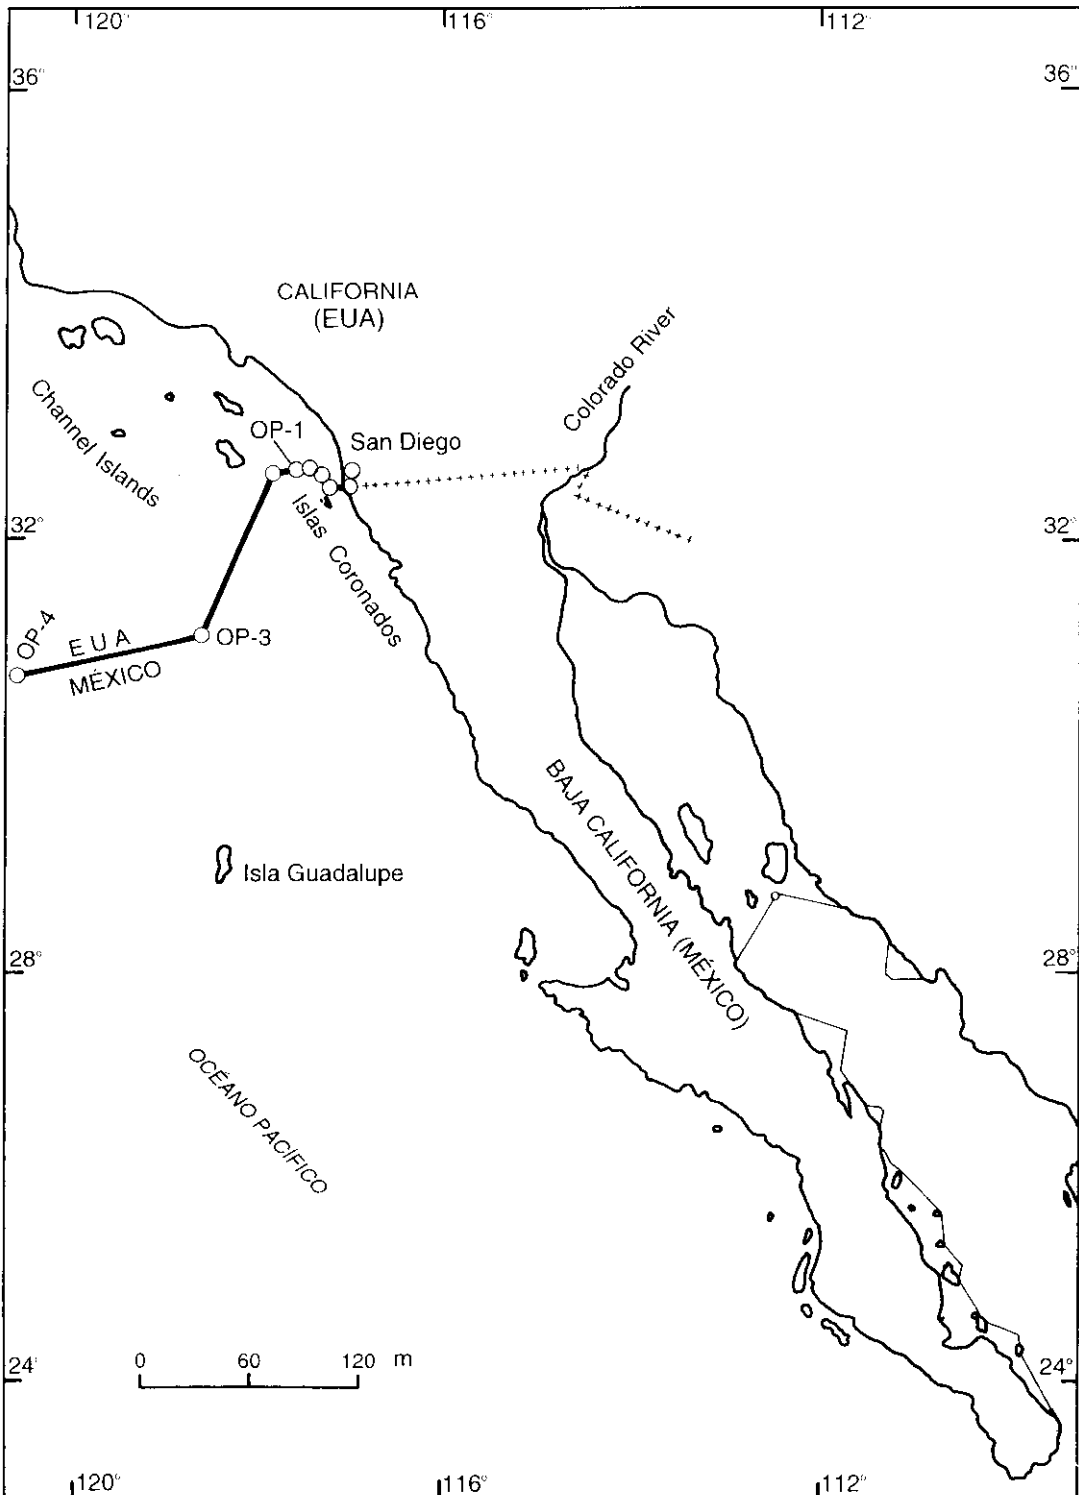 120°
116°
112°
36°
36°
CALIFORNIA
(EUA)
Colorado River
Channel Islands
OP-1
San Diego
Islas Coronados
32°
32°
OP-4
EUA
MÉXICO
OP-3
BAJA CALIFORNIA (MÉXICO)
Isla Guadalupe
28°
28°
OCÉANO PACÍFICO
0 60 120 m
24'
24°
120°
116°
112°